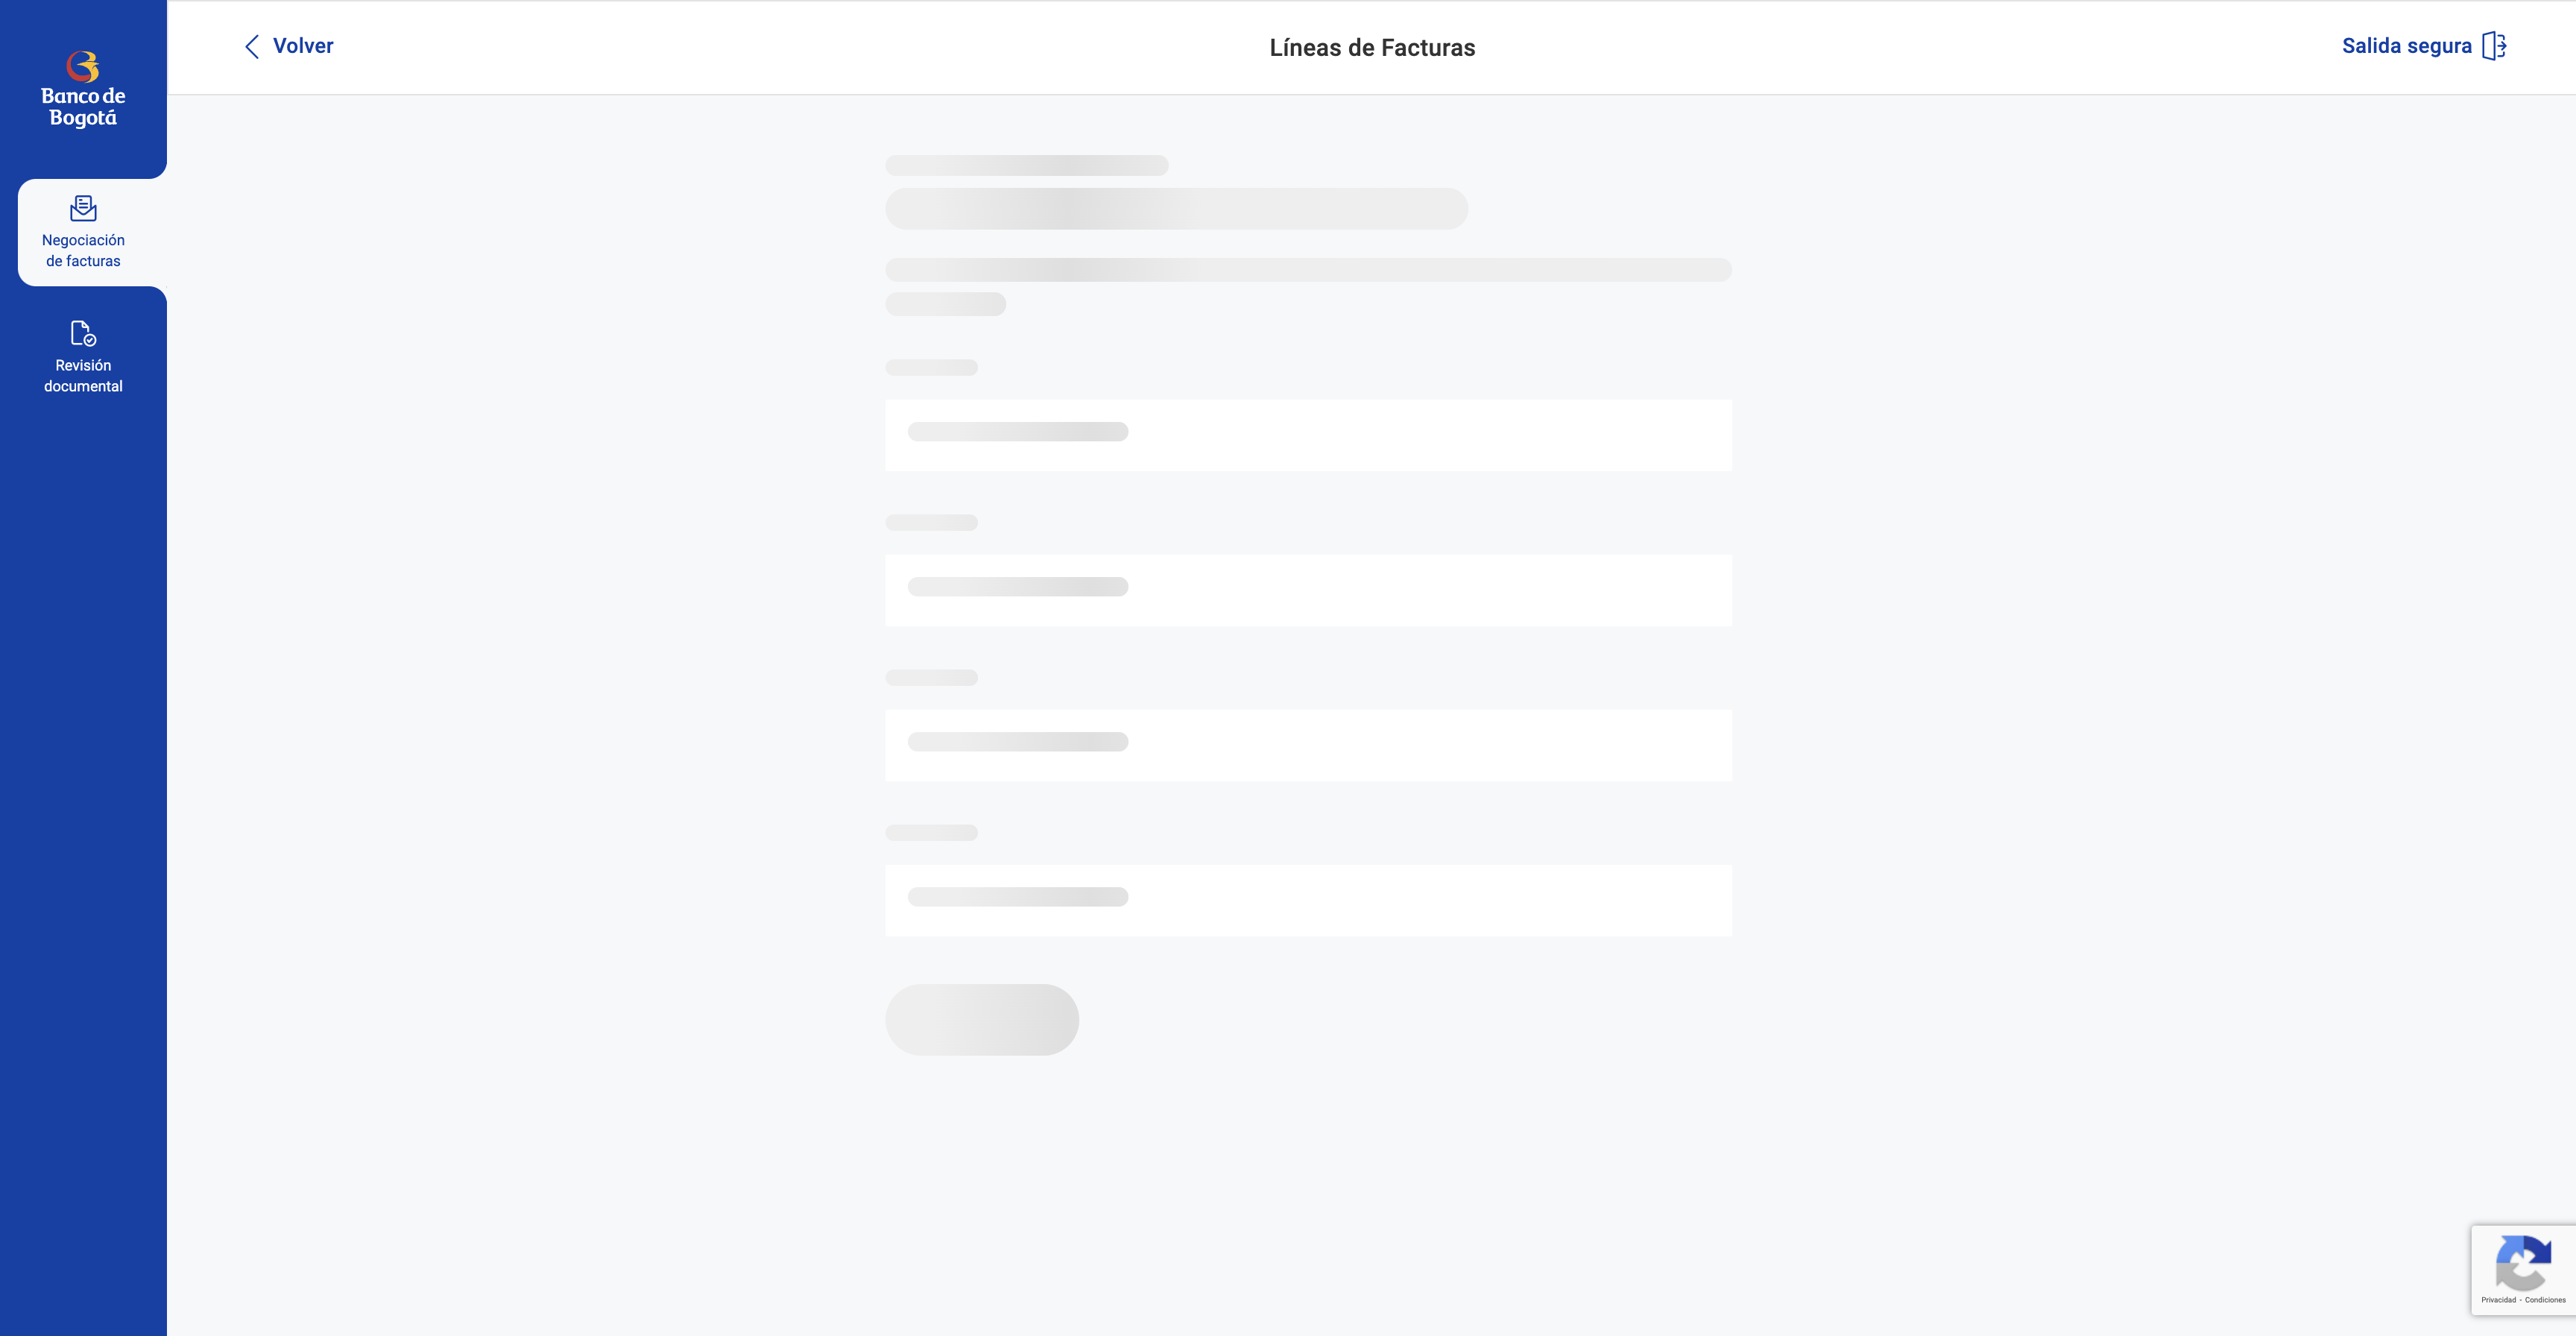 Volver
Líneas de Facturas
Salida segura
Banco de
Bogotá
Negociación
de facturas
Revisión
documental
Privacidad - Condiciones